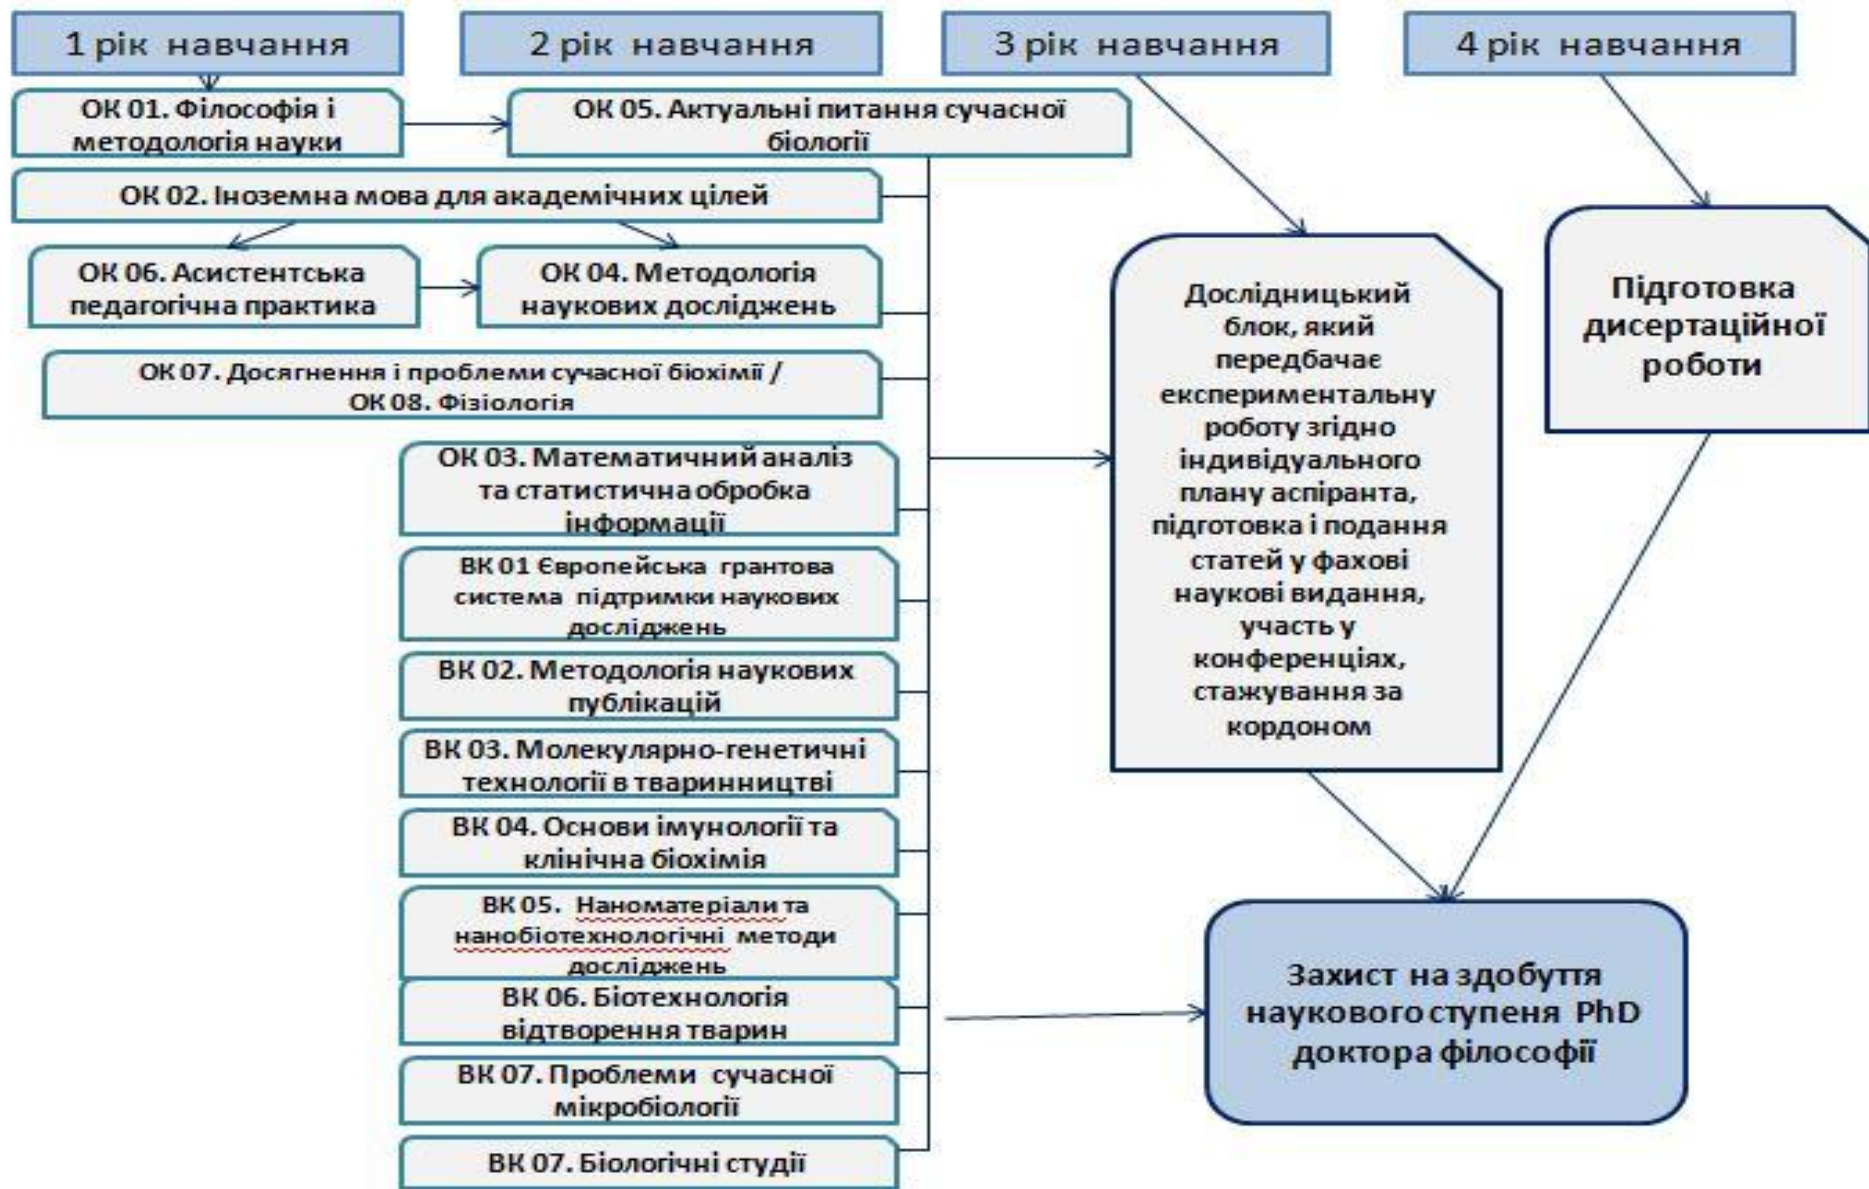 1 рік навчання
2 рік навчання
3 рік навчання
4 рік навчання
ОК 01. Філософія і
методологія науки
ОК 05. Актуальні питання сучасної
біології
ОК 02. Іноземна мова для академічних цілей
ОК 06. Асистентська
педагогічна практика
ОК 04. Методологія
наукових досліджень
ОК 07. Досягнення і проблеми сучасної біохімії /
ОК 08. Фізіологія
ОК 03. Математичний аналіз
та статистична обробка
інформації
ВК 01 Європейська грантова
система підтримки наукових
досліджень
ВК 02. Методологія наукових
публікацій
ВК 03. Молекулярно-генетичні
технології в тваринництві
ВК 04. Основи імунології та
клінічна біохімія
ВК 05. Наноматеріали та
нанобіотехнологічні методи
досліджень
ВК 06. Біотехнологія
відтворення тварин
ВК 07. Проблеми сучасної
мікробіології
ВК 07. Біологічні студії
Дослідницький
блок, який
передбачає
експериментальну
роботу згідно
індивідуального
плану аспіранта,
підготовка і подання
статей у фахові
наукові видання,
участь у
конференціях,
стажування за
кордоном
Підготовка
дисертаційної
роботи
Захист на здобуття
наукового ступеня PhD
доктора філософії